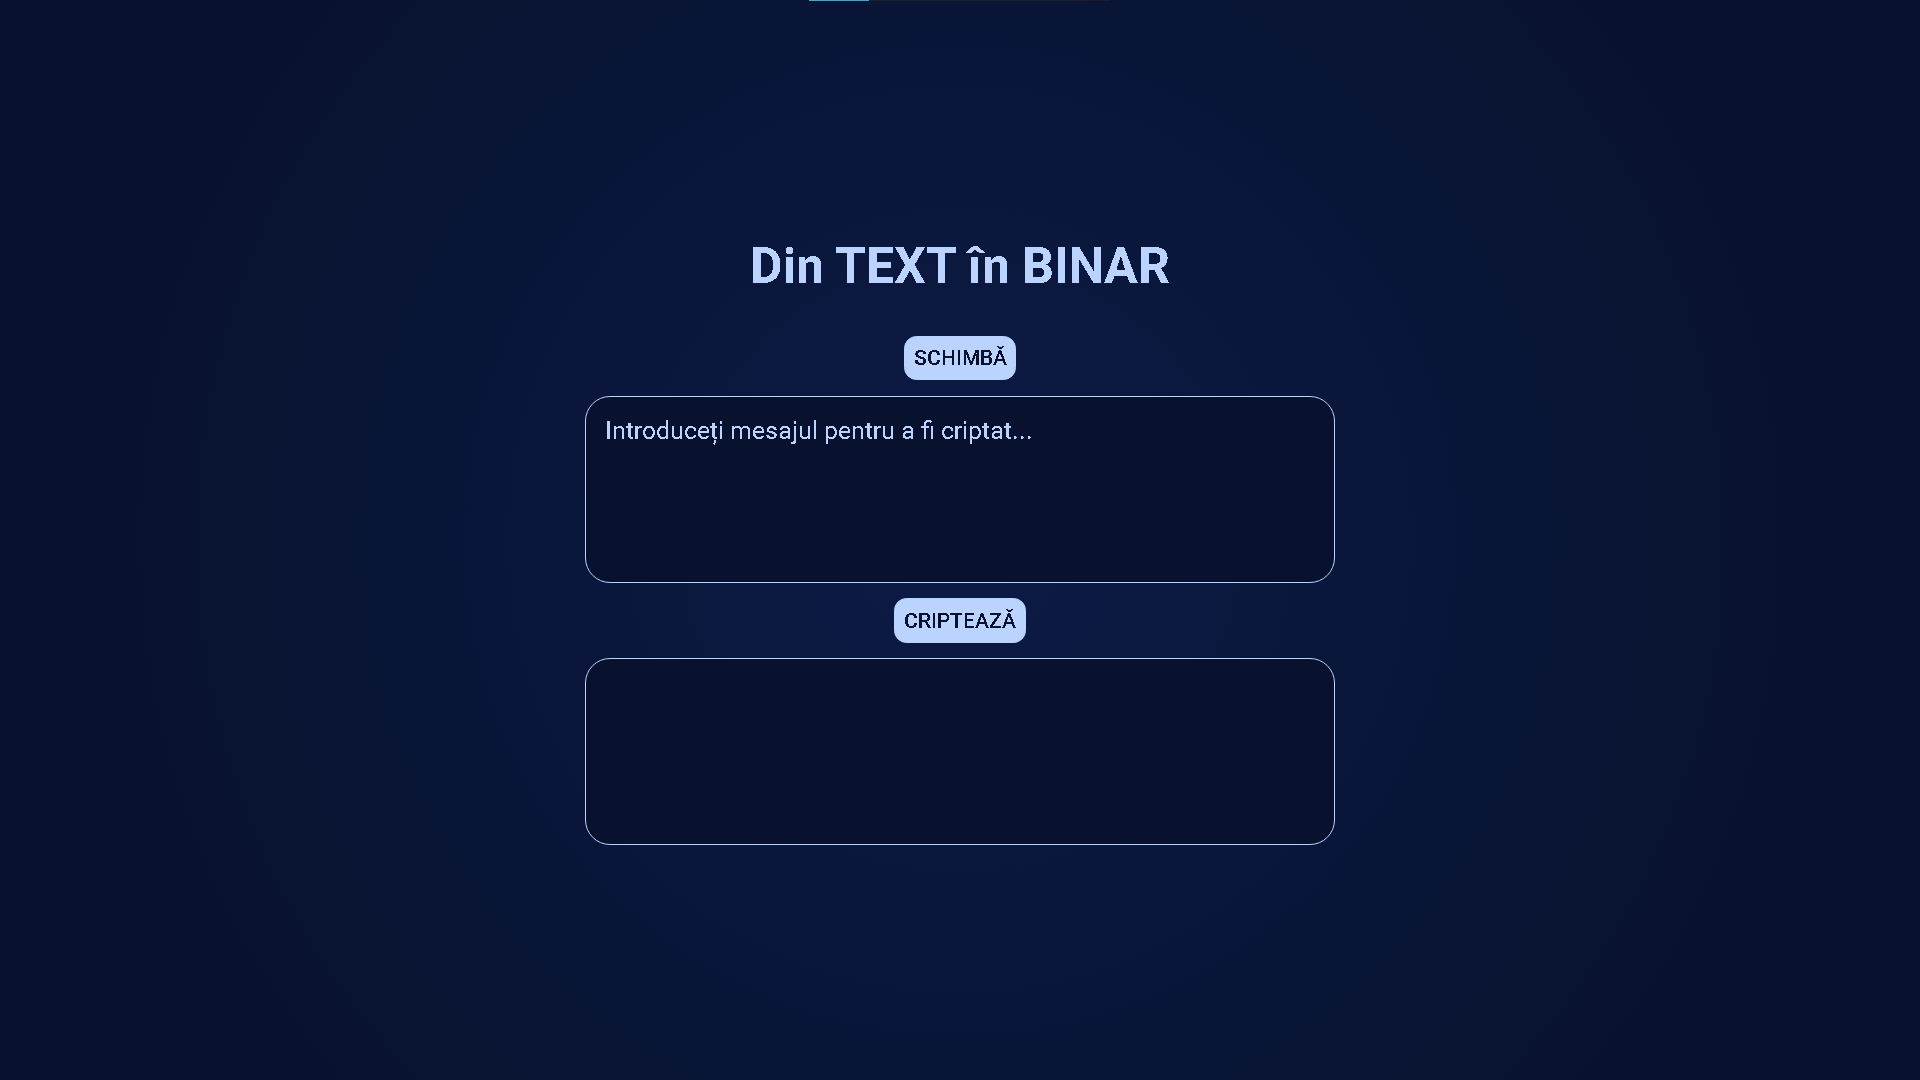 Din TEXT în BINAR
SCHIMBĂ
Introduceți mesajul pentru a fi criptat...
CRIPTEAZĂ